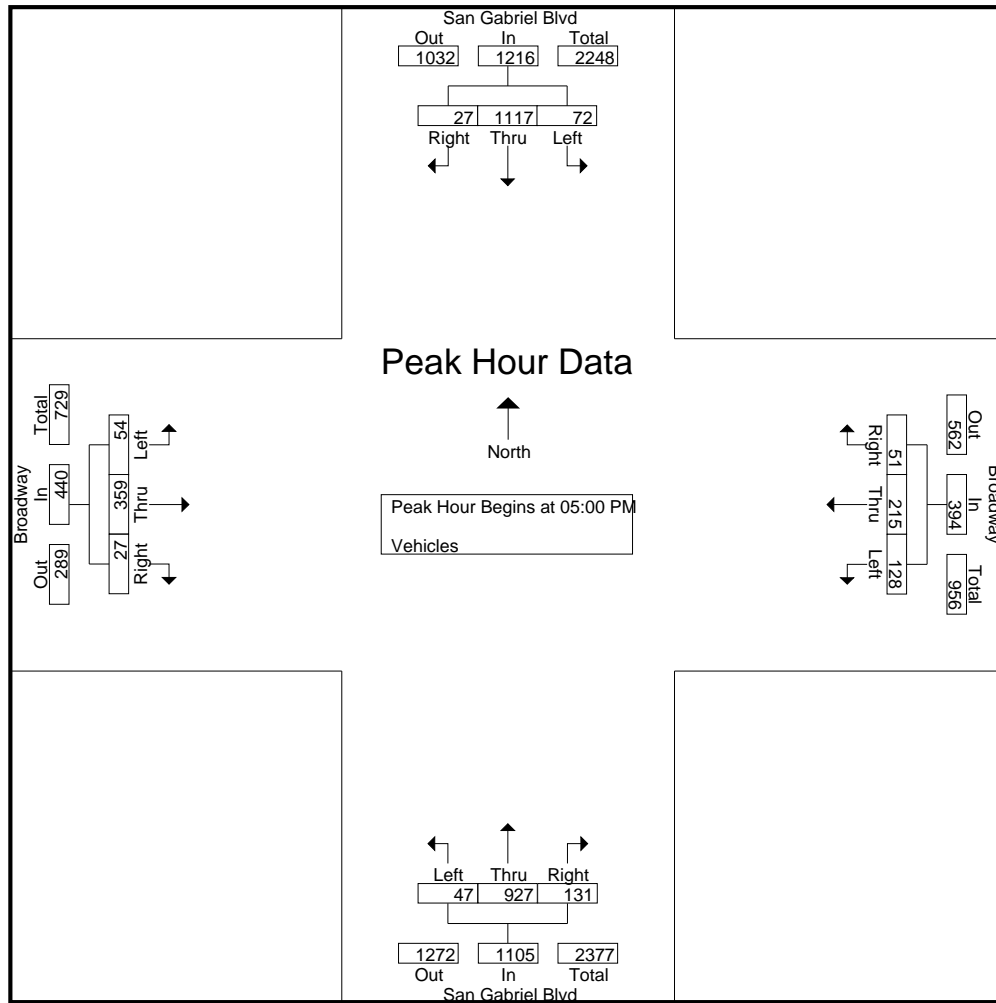 San Gabriel Blvd
Out In Total
1032 1216 2248
27 1117 72
Right Thru Left
Peak Hour Data
North
Peak Hour Begins at 05:00 PM
Vehicles
Broadway
Out In Total
289 440 729
27 359 54
Right Thru Left
Broadway
Out In Total
562 394 956
51 215 128
Right Thru Left
Left Thru Right
47 927 131
1272 1105 2377
Out In Total
San Gabriel Blvd